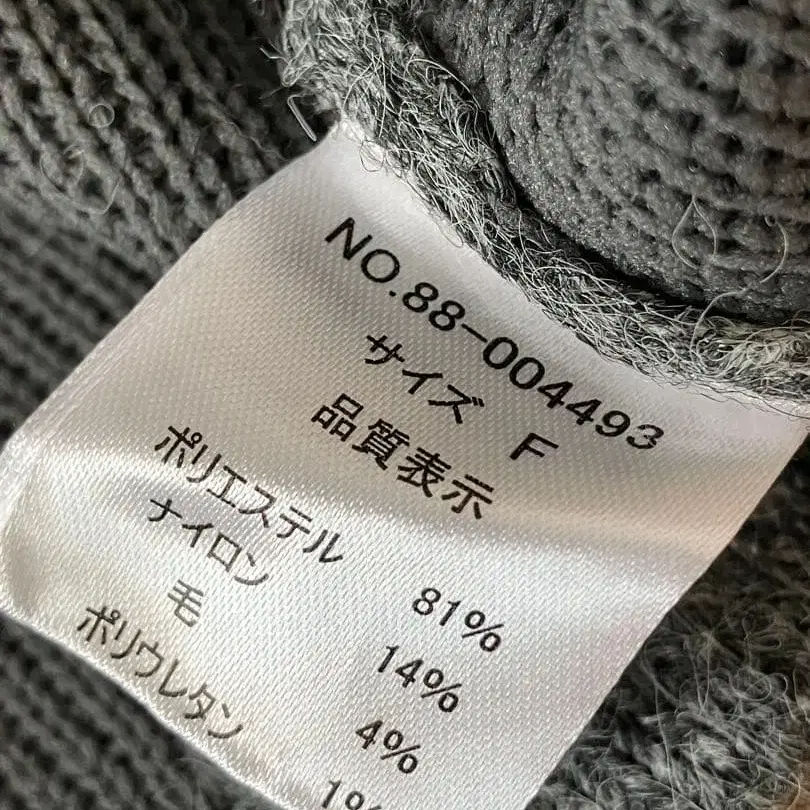 NO.88-004493
サイズ F
品質表示
ポリエステル 81%
ナイロン 14%
毛 4%
ポリウレタン 1%